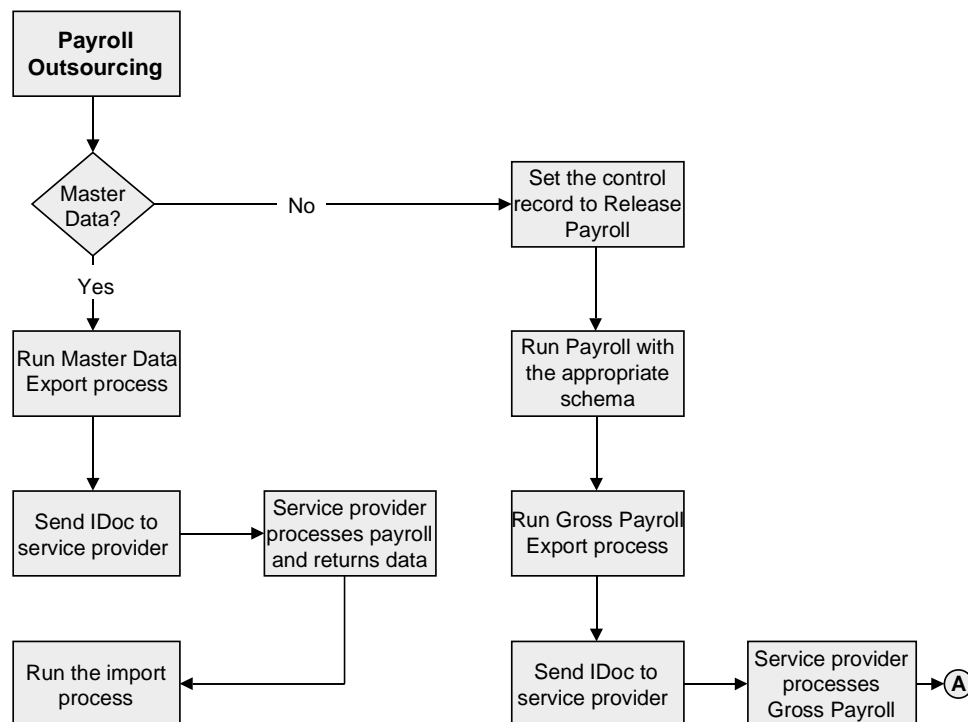 Payroll
Outsourcing
Master
Data?
No
Set the control
record to Release
Payroll
Yes
Run Master Data
Export process
Run Payroll with
the appropriate
schema
Send IDoc to
service provider
Service provider
processes payroll
and returns data
Run Gross Payroll
Export process
Run the import
process
Send IDoc to
service provider
Service provider
processes
Gross Payroll
A